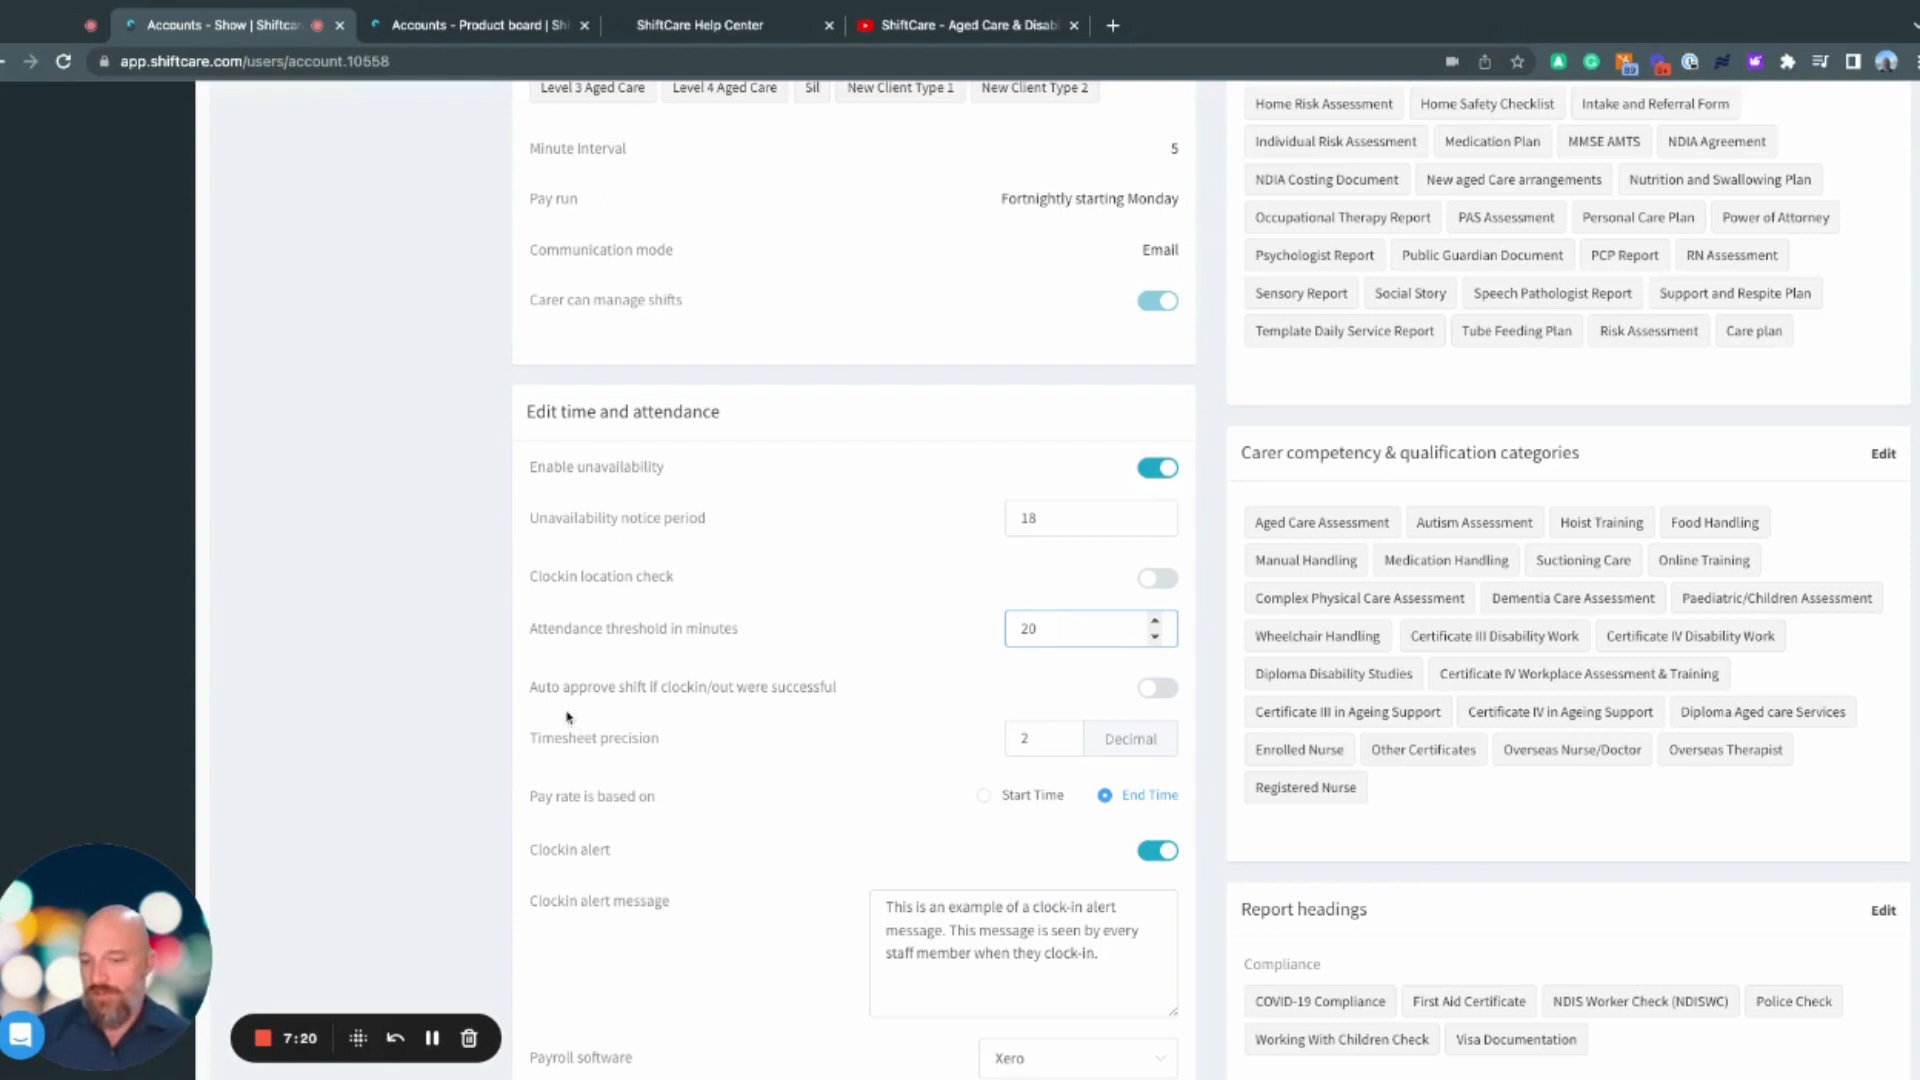 Accounts - Show | Shiftcar
Accounts - Product board | Shi
ShiftCare Help Center
ShiftCare - Aged Care & Disabi
app.shiftcare.com/users/account.10558
Level 3 Aged Care
Level 4 Aged Care
Sil
New Client Type 1
New Client Type 2
Minute Interval
5
Pay run
Fortnightly starting Monday
Communication mode
Email
Carer can manage shifts
Edit time and attendance
Enable unavailability
Unavailability notice period
18
Clockin location check
Attendance threshold in minutes
20
Auto approve shift if clockin/out were successful
Timesheet precision
2
Decimal
Pay rate is based on
Start Time
End Time
Clockin alert
Clockin alert message
This is an example of a clock-in alert
message. This message is seen by every
staff member when they clock-in.
Payroll software
Xero
Home Risk Assessment
Home Safety Checklist
Intake and Referral Form
Individual Risk Assessment
Medication Plan
MMSE AMTS
NDIA Agreement
NDIA Costing Document
New aged Care arrangements
Nutrition and Swallowing Plan
Occupational Therapy Report
PAS Assessment
Personal Care Plan
Power of Attorney
Psychologist Report
Public Guardian Document
PCP Report
RN Assessment
Sensory Report
Social Story
Speech Pathologist Report
Support and Respite Plan
Template Daily Service Report
Tube Feeding Plan
Risk Assessment
Care plan
Carer competency & qualification categories
Edit
Aged Care Assessment
Autism Assessment
Hoist Training
Food Handling
Manual Handling
Medication Handling
Suctioning Care
Online Training
Complex Physical Care Assessment
Dementia Care Assessment
Paediatric/Children Assessment
Wheelchair Handling
Certificate III Disability Work
Certificate IV Disability Work
Diploma Disability Studies
Certificate IV Workplace Assessment & Training
Certificate III in Ageing Support
Certificate IV in Ageing Support
Diploma Aged care Services
Enrolled Nurse
Other Certificates
Overseas Nurse/Doctor
Overseas Therapist
Registered Nurse
Report headings
Edit
Compliance
COVID-19 Compliance
First Aid Certificate
NDIS Worker Check (NDISWC)
Police Check
Working With Children Check
Visa Documentation
7:20